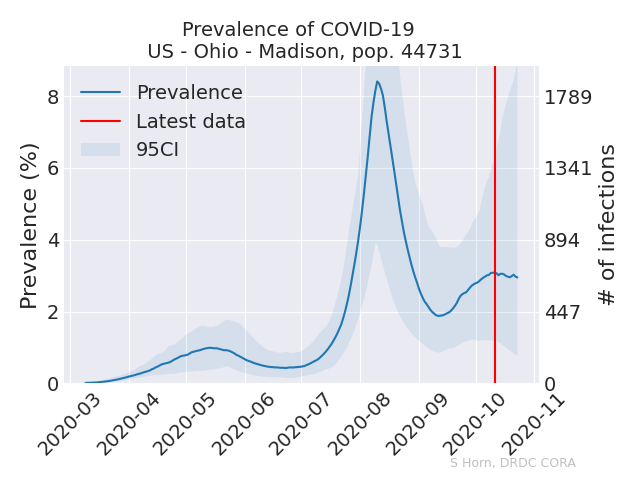 Prevalence of COVID-19
US - Ohio - Madison, pop. 44731
Prevalence
Latest data
95CI
Prevalence (%)
8
6
4
2
0
1789
1341
894
447
0
# of infections
2020-03
2020-04
2020-05
2020-06
2020-07
2020-08
2020-09
2020-10
2020-11
S Horn, DRDC CORA